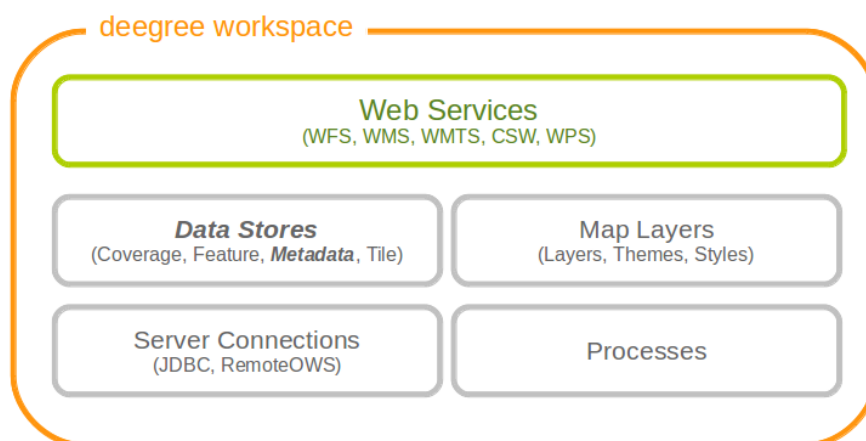 deegree workspace
Web Services
(WFS, WMS, WMTS, CSW, WPS)
Data Stores
(Coverage, Feature, Metadata, Tile)
Map Layers
(Layers, Themes, Styles)
Server Connections
(JDBC, RemoteOWS)
Processes